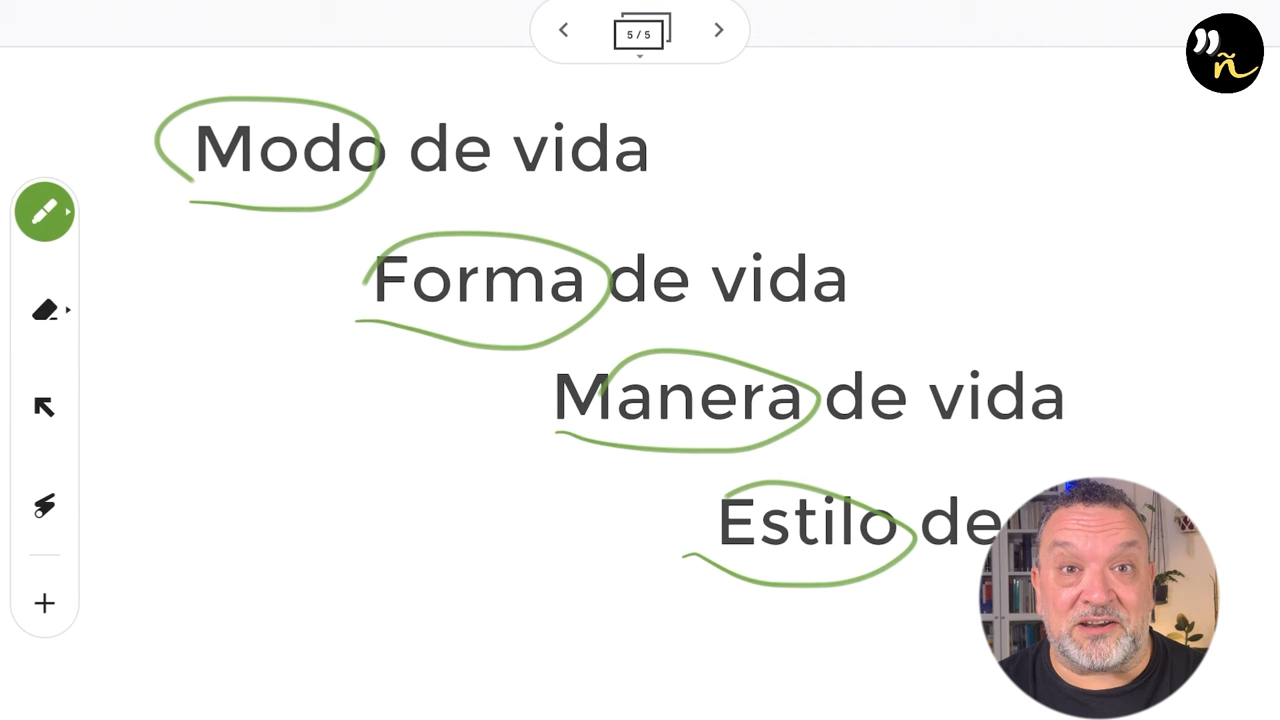 5 / 5
”ñ
Modo de vida
Forma de vida
Manera de vida
Estilo de